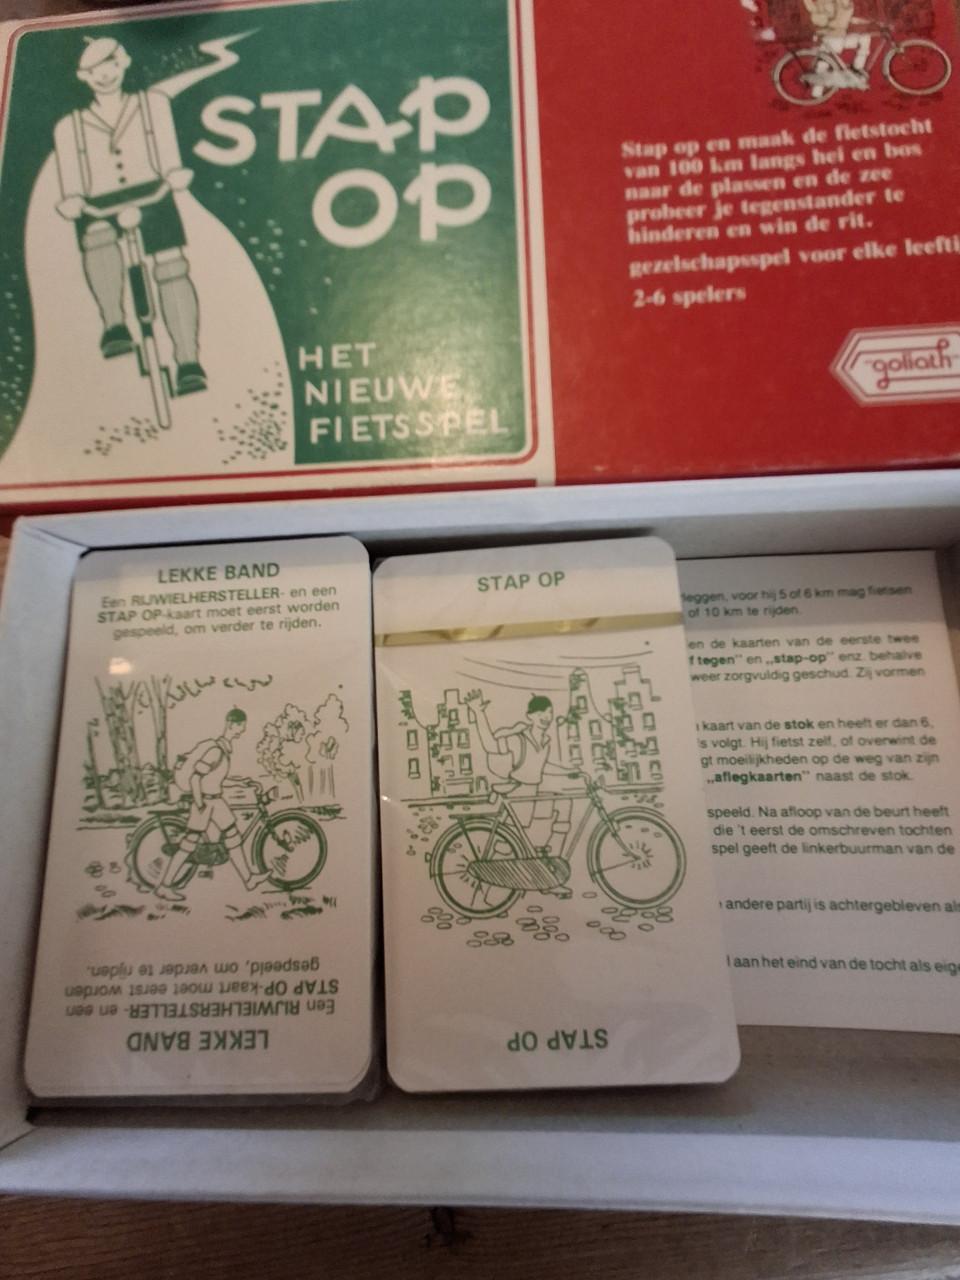 STAP
OP
HET
NIEUWE
FIETSSPEL
Stap op en maak de fietstocht
van 100 km langs hei en bos
naar de plassen en de zee
probeer je tegenstander te
hinderen en win de rit.
gezelschapsspel voor elke leefti
2-6 spelers
goliath
LEKKE BAND
Een RIJWIELHERSTELLER- en een
STAP OP-kaart moet eerst worden
gespeeld, om verder te rijden.
LEKKE BAND
Een RIJWIELHERSTELLER- en een
STAP OP-kaart moet eerst worden
gespeeld, om verder te rijden.
STAP OP
STAP OP
leggen, voor hij 5 of 6 km mag fietsen
of 10 km te rijden.
en de kaarten van de eerste twee
f tegen" en „stap-op" enz. behalve
weer zorgvuldig geschud. Zij vormen
kaart van de stok en heeft er dan 6,
's volgt. Hij fietst zelf, of overwint de
gt moeilijkheden op de weg van zijn
„aflegkaarten" naast de stok.
speeld. Na afloop van de beurt heeft
die 't eerst de omschreven tochten
spel geeft de linkerbuurman van de
andere partij is achtergebleven als
l aan het eind van de tocht als eige